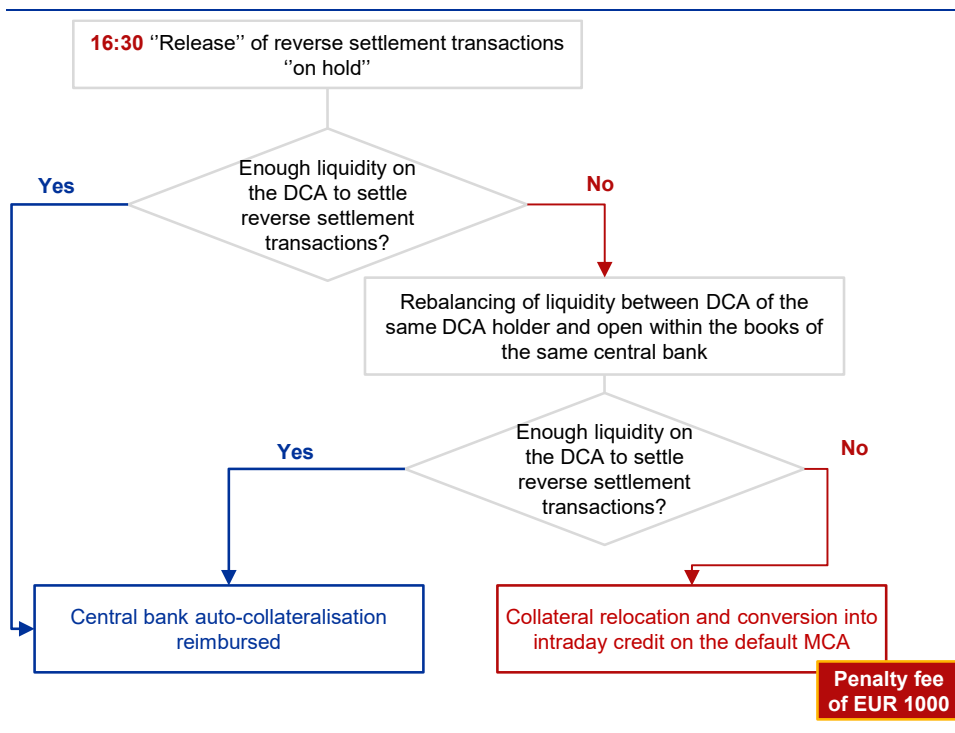 16:30 ‘’Release’’ of reverse settlement transactions
‘’on hold’’
Enough liquidity on
the DCA to settle
reverse settlement
transactions?
Yes
No
Rebalancing of liquidity between DCA of the
same DCA holder and open within the books of
the same central bank
Enough liquidity on
the DCA to settle
reverse settlement
transactions?
Yes
No
Central bank auto-collateralisation
reimbursed
Collateral relocation and conversion into
intraday credit on the default MCA
Penalty fee
of EUR 1000